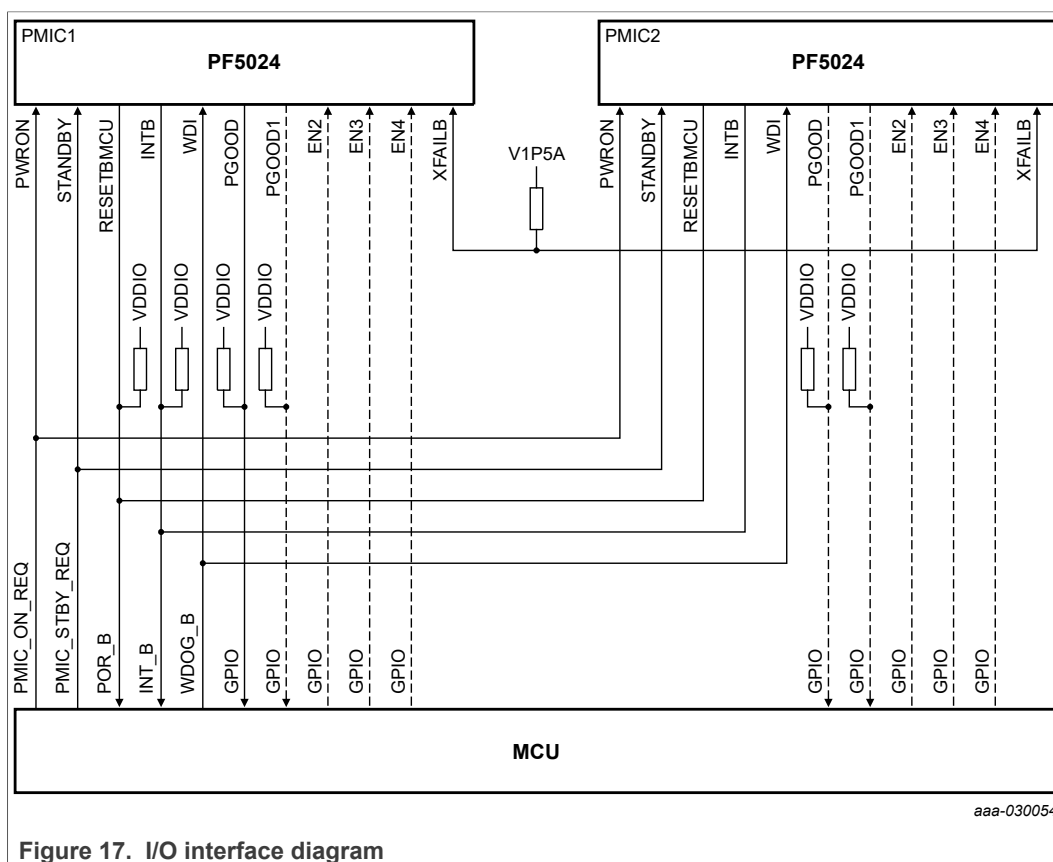 PMIC1
PF5024
PMIC2
PF5024
PWRON
STANDBY
RESETBMCU
INTB
WDI
PGOOD
PGOOD1
EN2
EN3
EN4
XFAILB
V1P5A
PWRON
STANDBY
RESETBMCU
INTB
WDI
PGOOD
PGOOD1
EN2
EN3
EN4
XFAILB
VDDIO
VDDIO
VDDIO
VDDIO
VDDIO
VDDIO
PMIC_ON_REQ
PMIC_STBY_REQ
POR_B
INT_B
WDOG_B
GPIO
GPIO
GPIO
GPIO
GPIO
GPIO
GPIO
GPIO
GPIO
GPIO
MCU
aaa-030054
Figure 17. I/O interface diagram